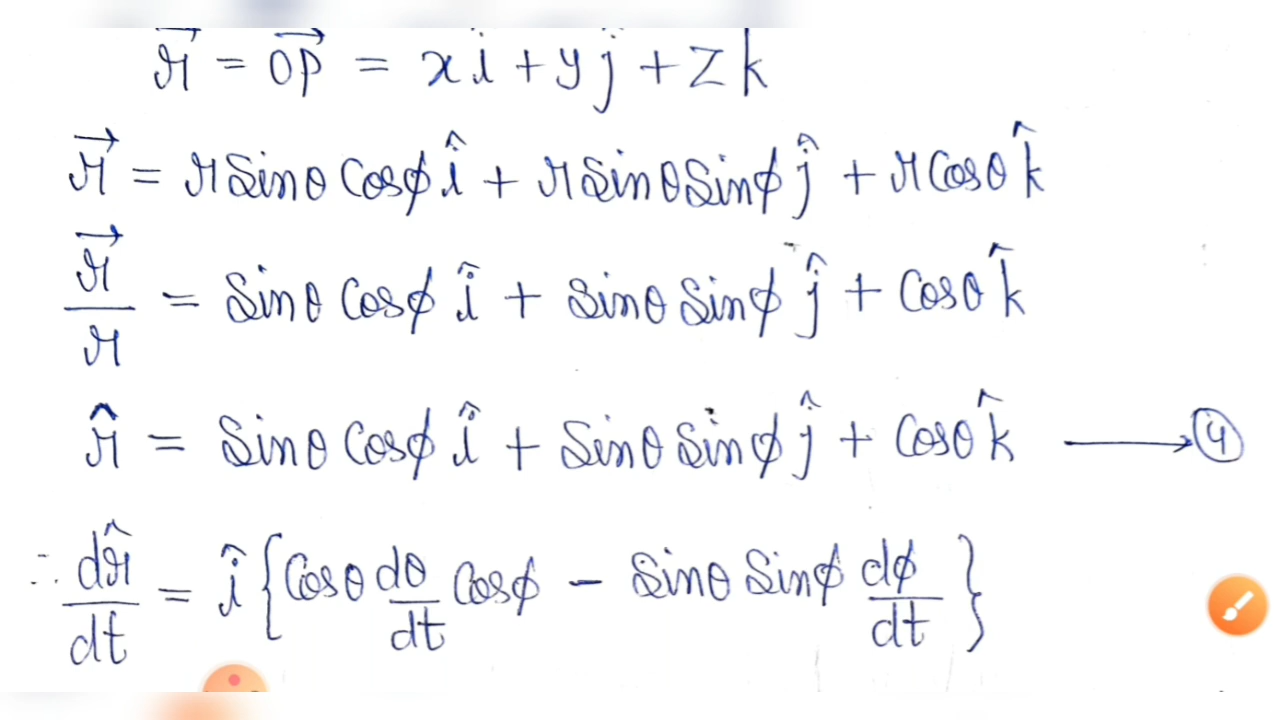 r⃗ = OP⃗ = xi + yj + zk
r⃗ = r Sinθ Cosϕ î + r Sinθ Sinϕ ĵ + r Cosθ k̂
r⃗/r = Sinθ Cosϕ î + Sinθ Sinϕ ĵ + Cosθ k̂
r̂ = Sinθ Cosϕ î + Sinθ Sinϕ ĵ + Cosθ k̂ ⟶ ④
∴ dr̂/dt = î {Cosθ dθ/dt Cosϕ − Sinθ Sinϕ dϕ/dt}